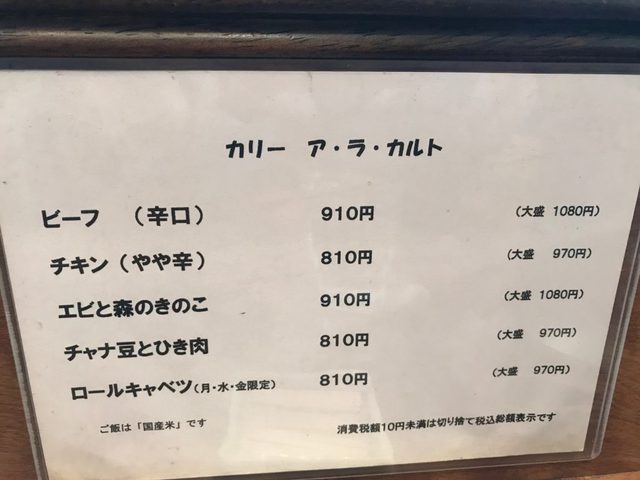 カリー ア・ラ・カルト
ビーフ （辛口） 910円 （大盛 1080円）
チキン（やや辛） 810円 （大盛 970円）
エビと森のきのこ 910円 （大盛 1080円）
チャナ豆とひき肉 810円 （大盛 970円）
ロールキャベツ（月・水・金限定） 810円 （大盛 970円）
ご飯は「国産米」です 消費税額10円未満は切り捨て税込総額表示です